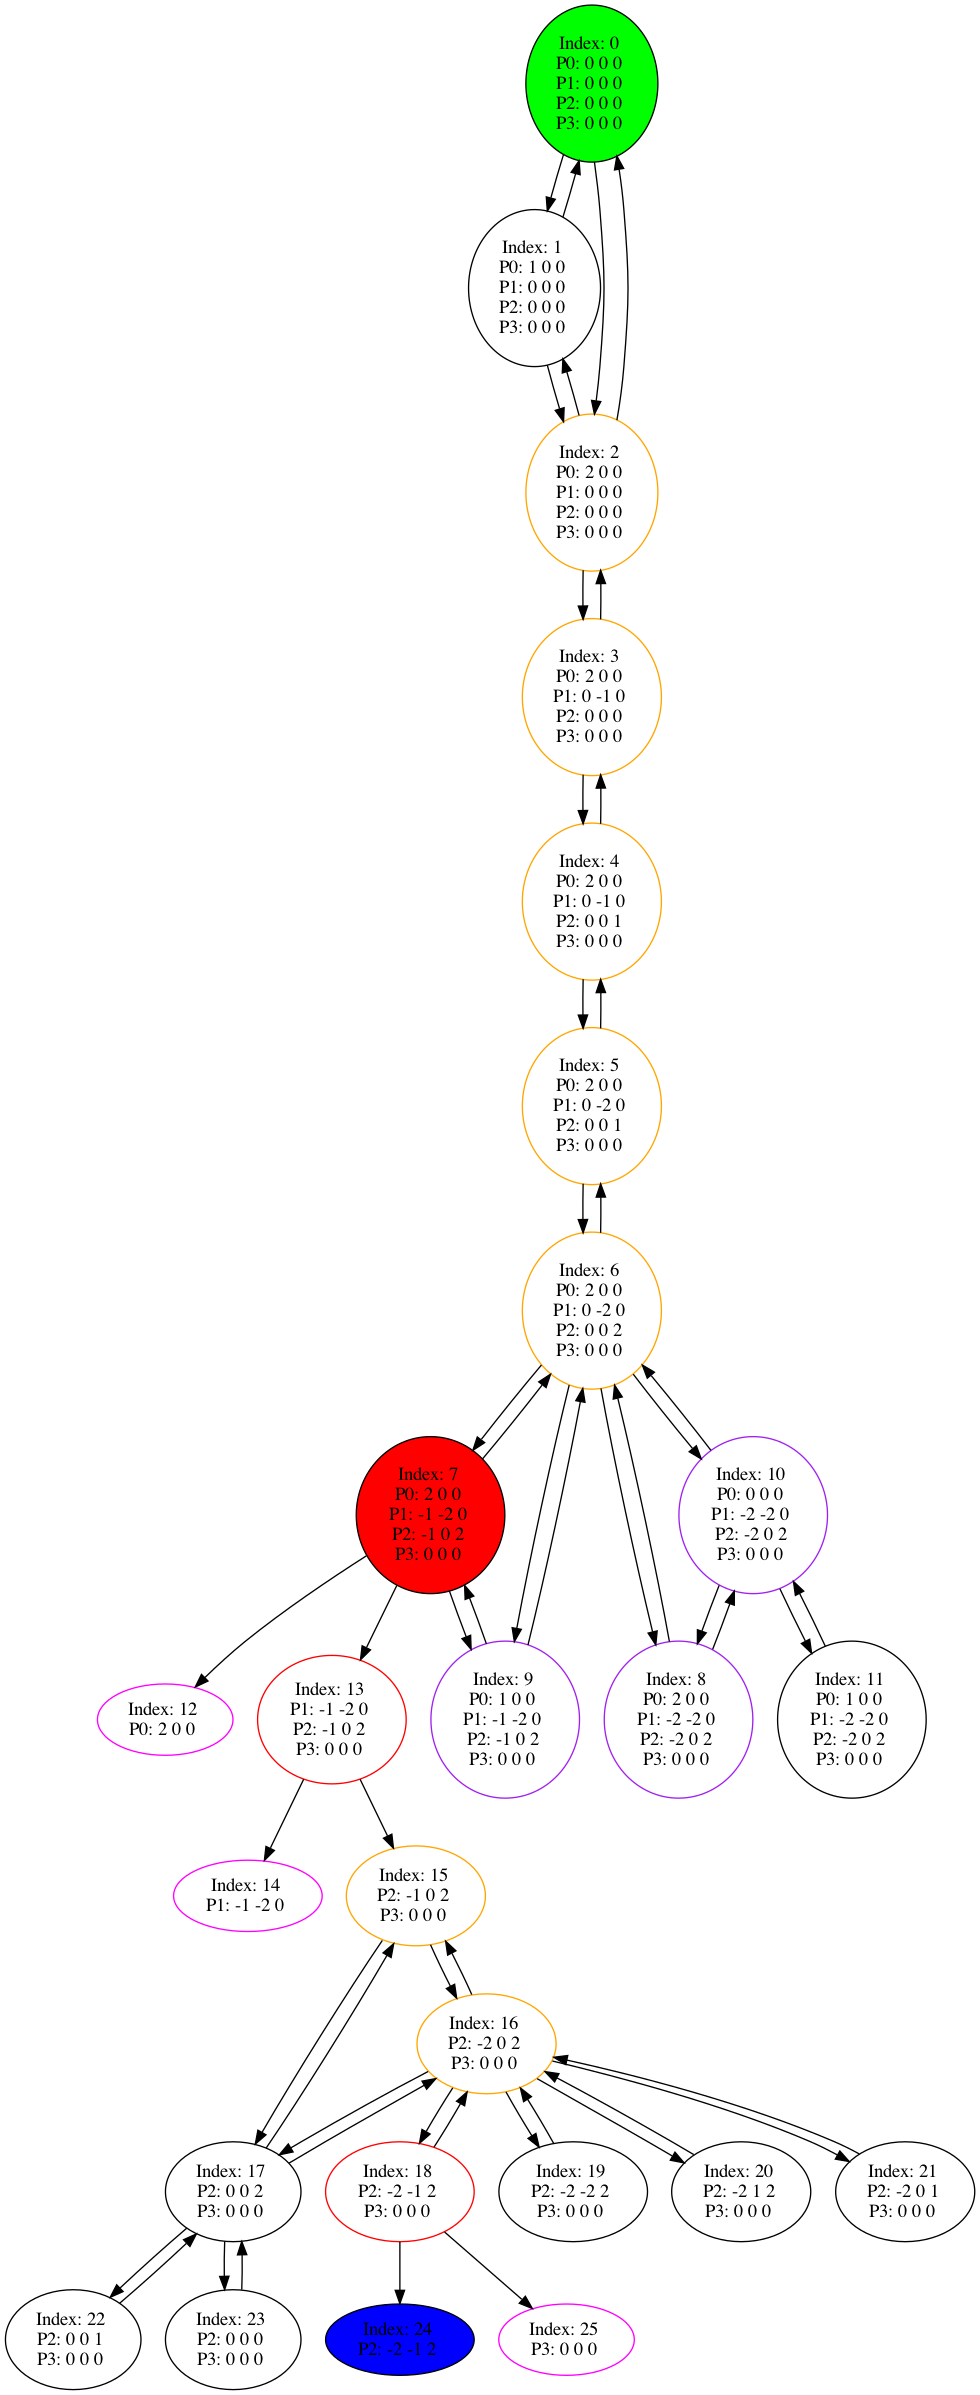 Index: 0
P0: 0 0 0
P1: 0 0 0
P2: 0 0 0
P3: 0 0 0
Index: 1
P0: 1 0 0
P1: 0 0 0
P2: 0 0 0
P3: 0 0 0
Index: 2
P0: 2 0 0
P1: 0 0 0
P2: 0 0 0
P3: 0 0 0
Index: 3
P0: 2 0 0
P1: 0 -1 0
P2: 0 0 0
P3: 0 0 0
Index: 4
P0: 2 0 0
P1: 0 -1 0
P2: 0 0 1
P3: 0 0 0
Index: 5
P0: 2 0 0
P1: 0 -2 0
P2: 0 0 1
P3: 0 0 0
Index: 6
P0: 2 0 0
P1: 0 -2 0
P2: 0 0 2
P3: 0 0 0
Index: 7
P0: 2 0 0
P1: -1 -2 0
P2: -1 0 2
P3: 0 0 0
Index: 10
P0: 0 0 0
P1: -2 -2 0
P2: -2 0 2
P3: 0 0 0
Index: 12
P0: 2 0 0
Index: 13
P1: -1 -2 0
P2: -1 0 2
P3: 0 0 0
Index: 9
P0: 1 0 0
P1: -1 -2 0
P2: -1 0 2
P3: 0 0 0
Index: 8
P0: 2 0 0
P1: -2 -2 0
P2: -2 0 2
P3: 0 0 0
Index: 11
P0: 1 0 0
P1: -2 -2 0
P2: -2 0 2
P3: 0 0 0
Index: 14
P1: -1 -2 0
Index: 15
P2: -1 0 2
P3: 0 0 0
Index: 16
P2: -2 0 2
P3: 0 0 0
Index: 17
P2: 0 0 2
P3: 0 0 0
Index: 18
P2: -2 -1 2
P3: 0 0 0
Index: 19
P2: -2 -2 2
P3: 0 0 0
Index: 20
P2: -2 1 2
P3: 0 0 0
Index: 21
P2: -2 0 1
P3: 0 0 0
Index: 22
P2: 0 0 1
P3: 0 0 0
Index: 23
P2: 0 0 0
P3: 0 0 0
Index: 24
P2: -2 -1 2
Index: 25
P3: 0 0 0